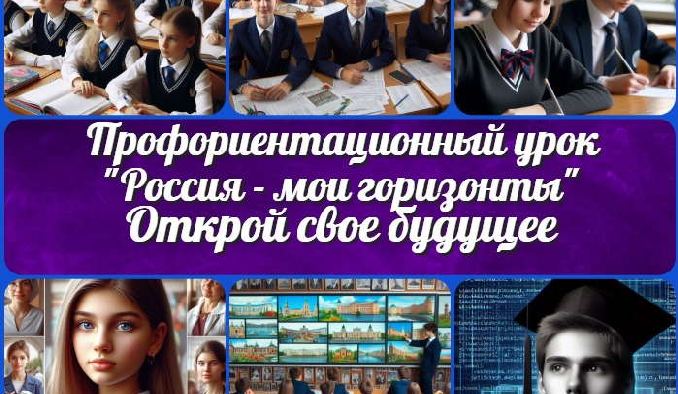 Профориентационный урок
"Россия - мои горизонты"
Открой свое будущее